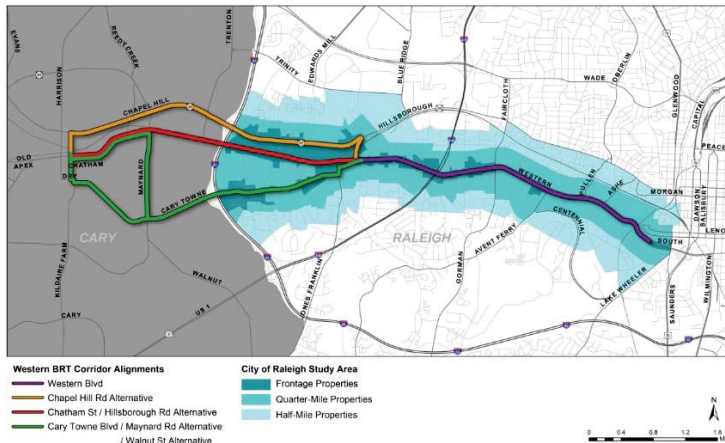 EVANS
REEDY CREEK
HARRISON
TRENTON
TRINITY
EDWARDS MILL
BLUE RIDGE
WADE
OBERLIN
GLENWOOD
CAPITAL
PEACE
CHAPEL HILL
HILLSBOROUGH
FAIRCLOTH
OLD
APEX
CHATHAM
DRY
MAYNARD
CARY TOWNE
WESTERN
PULLEN
ASHE
MORGAN
DAWSON
SALISBURY
LENO
SOUTH
CARY
RALEIGH
CENTENNIAL
AVENT FERRY
GORMAN
JONES FRANKLIN
LAKE WHEELER
SAUNDERS
WILMINGTON
KILDAIRE FARM
WALNUT
US 1
CARY
Western BRT Corridor Alignments
Western Blvd
Chapel Hill Rd Alternative
Chatham St / Hillsborough Rd Alternative
Cary Towne Blvd / Maynard Rd Alternative
/ Walnut St Alternative
City of Raleigh Study Area
Frontage Properties
Quarter-Mile Properties
Half-Mile Properties
N
0 0.4 0.8 1.6